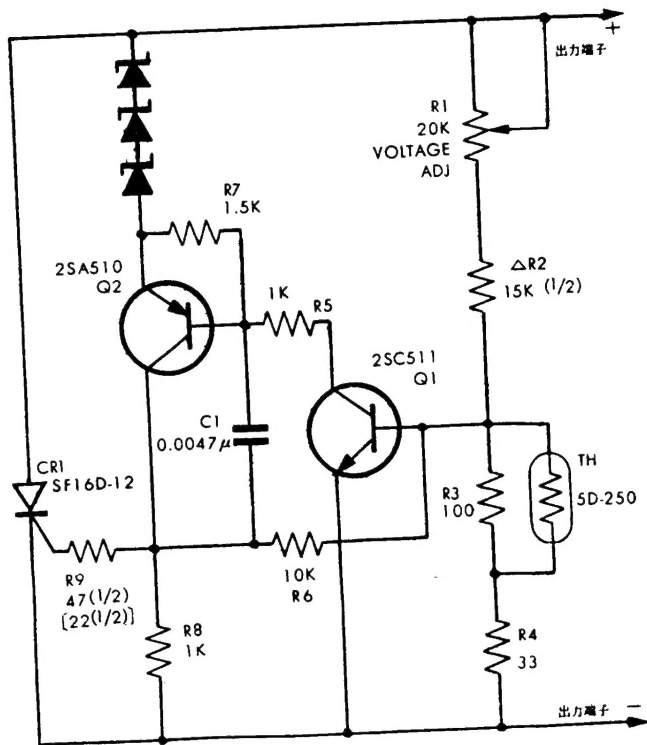 +
出力端子
R1
20K
VOLTAGE
ADJ
R7
1.5K
2SA510
Q2
△R2
15K (1/2)
1K
R5
2SC511
Q1
C1
0.0047μ
CR1
SF16D-12
TH
5D-250
R3
100
R9
47(1/2)
[22(1/2)]
10K
R6
R8
1K
R4
33
出力端子
−